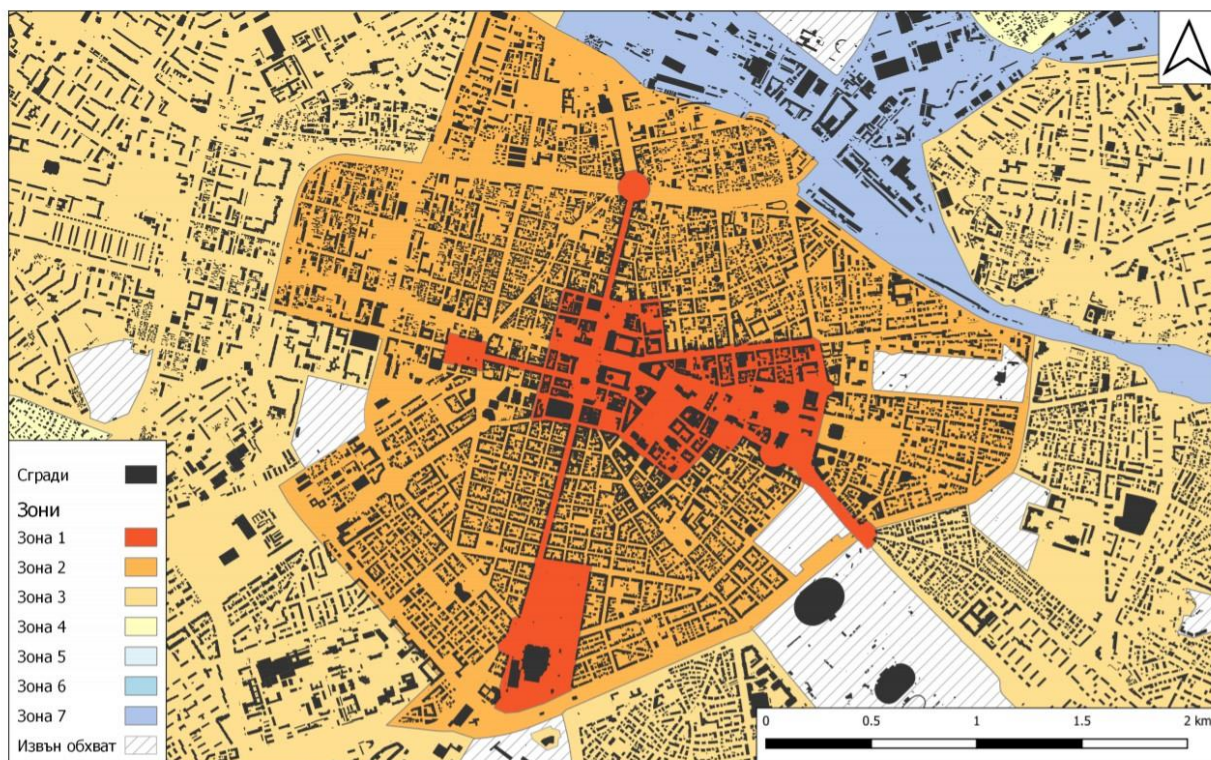 Сгради
Зони
Зона 1
Зона 2
Зона 3
Зона 4
Зона 5
Зона 6
Зона 7
Извън обхват
0 0.5 1 1.5 2 km